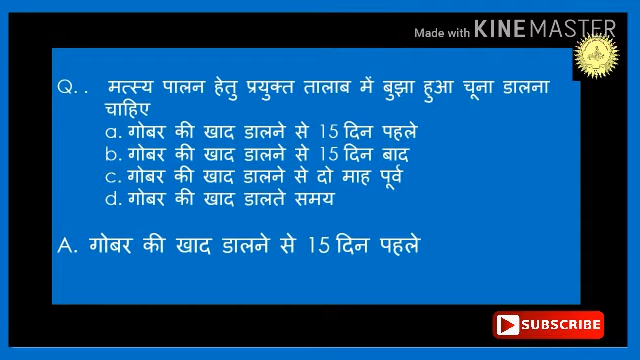 Made with KINEMASTER
Q. . मत्स्य पालन हेतु प्रयुक्त तालाब में बुझा हुआ चूना डालना
चाहिए
a. गोबर की खाद डालने से 15 दिन पहले
b. गोबर की खाद डालने से 15 दिन बाद
c. गोबर की खाद डालने से दो माह पूर्व
d. गोबर की खाद डालते समय
A. गोबर की खाद डालने से 15 दिन पहले
SUBSCRIBE